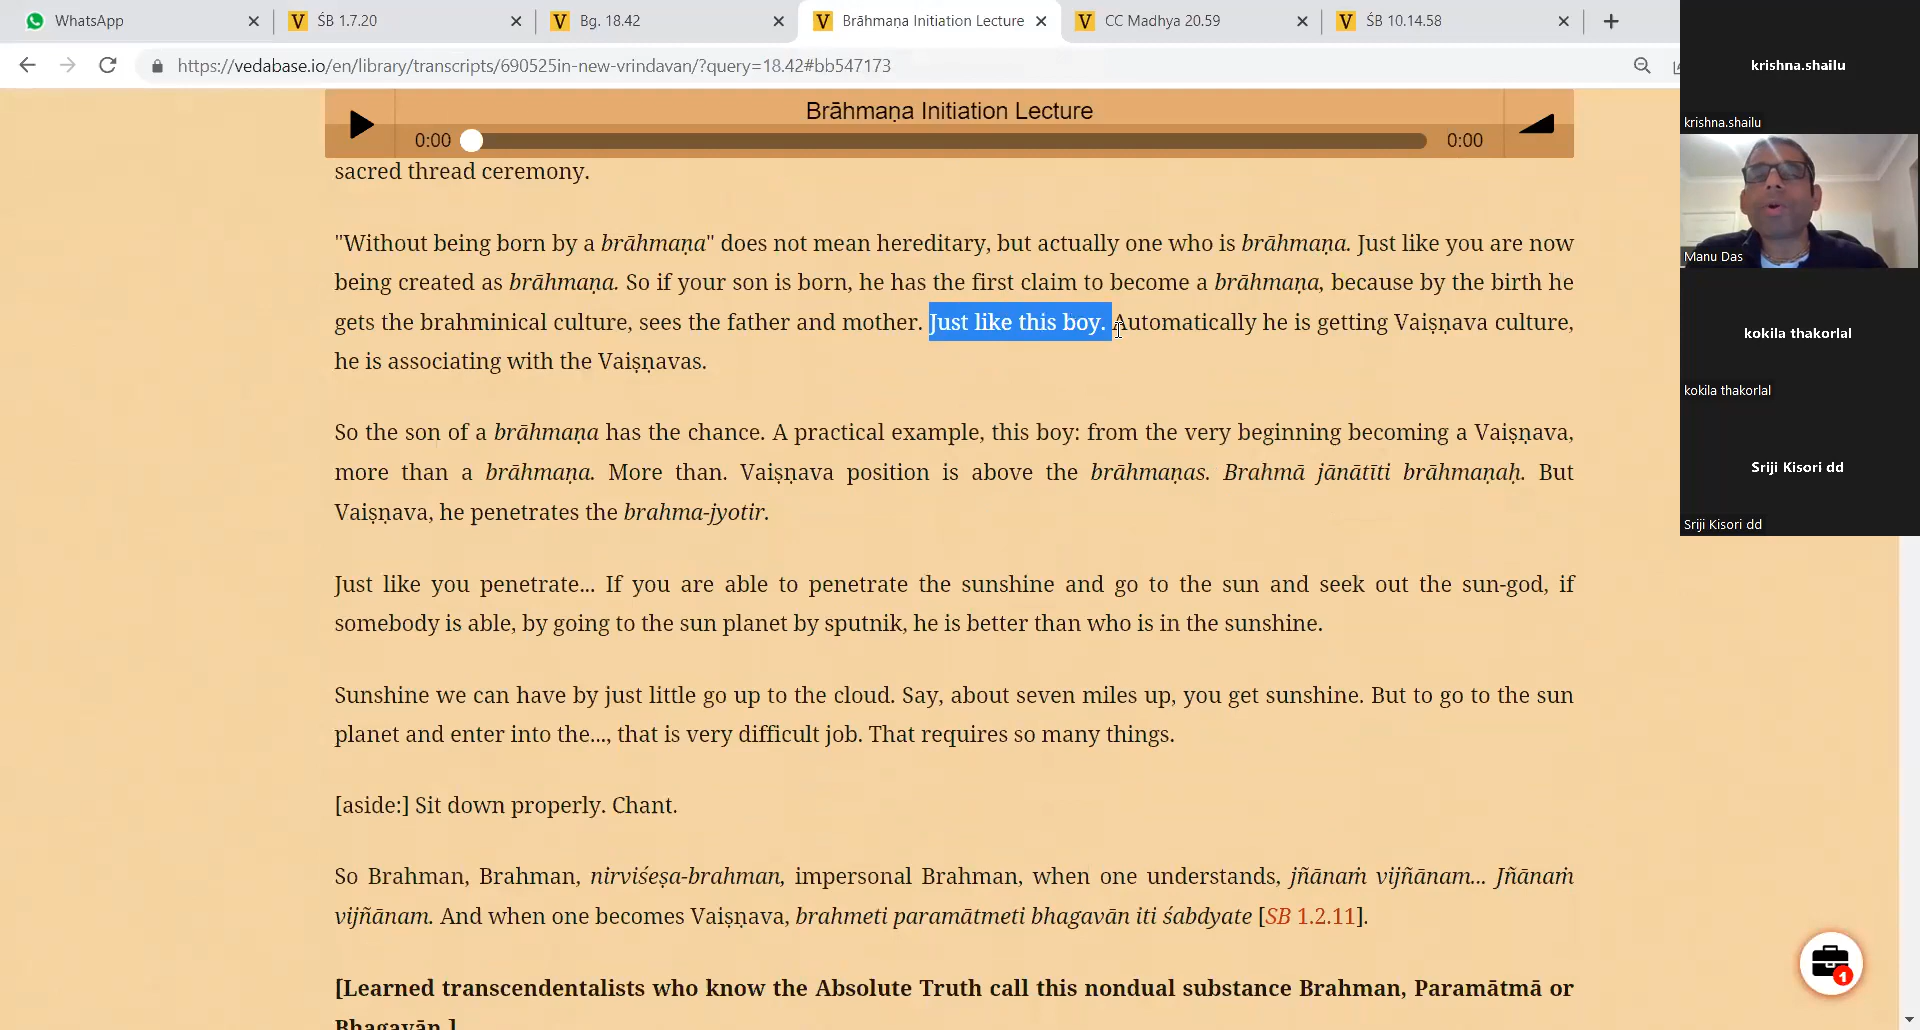 WhatsApp
ŚB 1.7.20
Bg. 18.42
Brāhmaṇa Initiation Lecture
CC Madhya 20.59
ŚB 10.14.58
https://vedabase.io/en/library/transcripts/690525in-new-vrindavan/?query=18.42#bb547173
Brāhmaṇa Initiation Lecture
0:00
0:00
sacred thread ceremony.
"Without being born by a brāhmaṇa" does not mean hereditary, but actually one who is brāhmaṇa. Just like you are now
being created as brāhmaṇa. So if your son is born, he has the first claim to become a brāhmaṇa, because by the birth he
gets the brahminical culture, sees the father and mother. Just like this boy. Automatically he is getting Vaiṣṇava culture,
he is associating with the Vaiṣṇavas.
So the son of a brāhmaṇa has the chance. A practical example, this boy: from the very beginning becoming a Vaiṣṇava,
more than a brāhmaṇa. More than. Vaiṣṇava position is above the brāhmaṇas. Brahmā jānātīti brāhmaṇaḥ. But
Vaiṣṇava, he penetrates the brahma-jyotir.
Just like you penetrate... If you are able to penetrate the sunshine and go to the sun and seek out the sun-god, if
somebody is able, by going to the sun planet by sputnik, he is better than who is in the sunshine.
Sunshine we can have by just little go up to the cloud. Say, about seven miles up, you get sunshine. But to go to the sun
planet and enter into the..., that is very difficult job. That requires so many things.
[aside:] Sit down properly. Chant.
So Brahman, Brahman, nirviśeṣa-brahman, impersonal Brahman, when one understands, jñānaṁ vijñānam... Jñānaṁ
vijñānam. And when one becomes Vaiṣṇava, brahmeti paramātmeti bhagavān iti śabdyate [SB 1.2.11].
[Learned transcendentalists who know the Absolute Truth call this nondual substance Brahman, Paramātmā or
Bhagavān.]
1
krishna.shailu
krishna.shailu
Manu Das
kokila thakorlal
kokila thakorlal
Sriji Kisori dd
Sriji Kisori dd